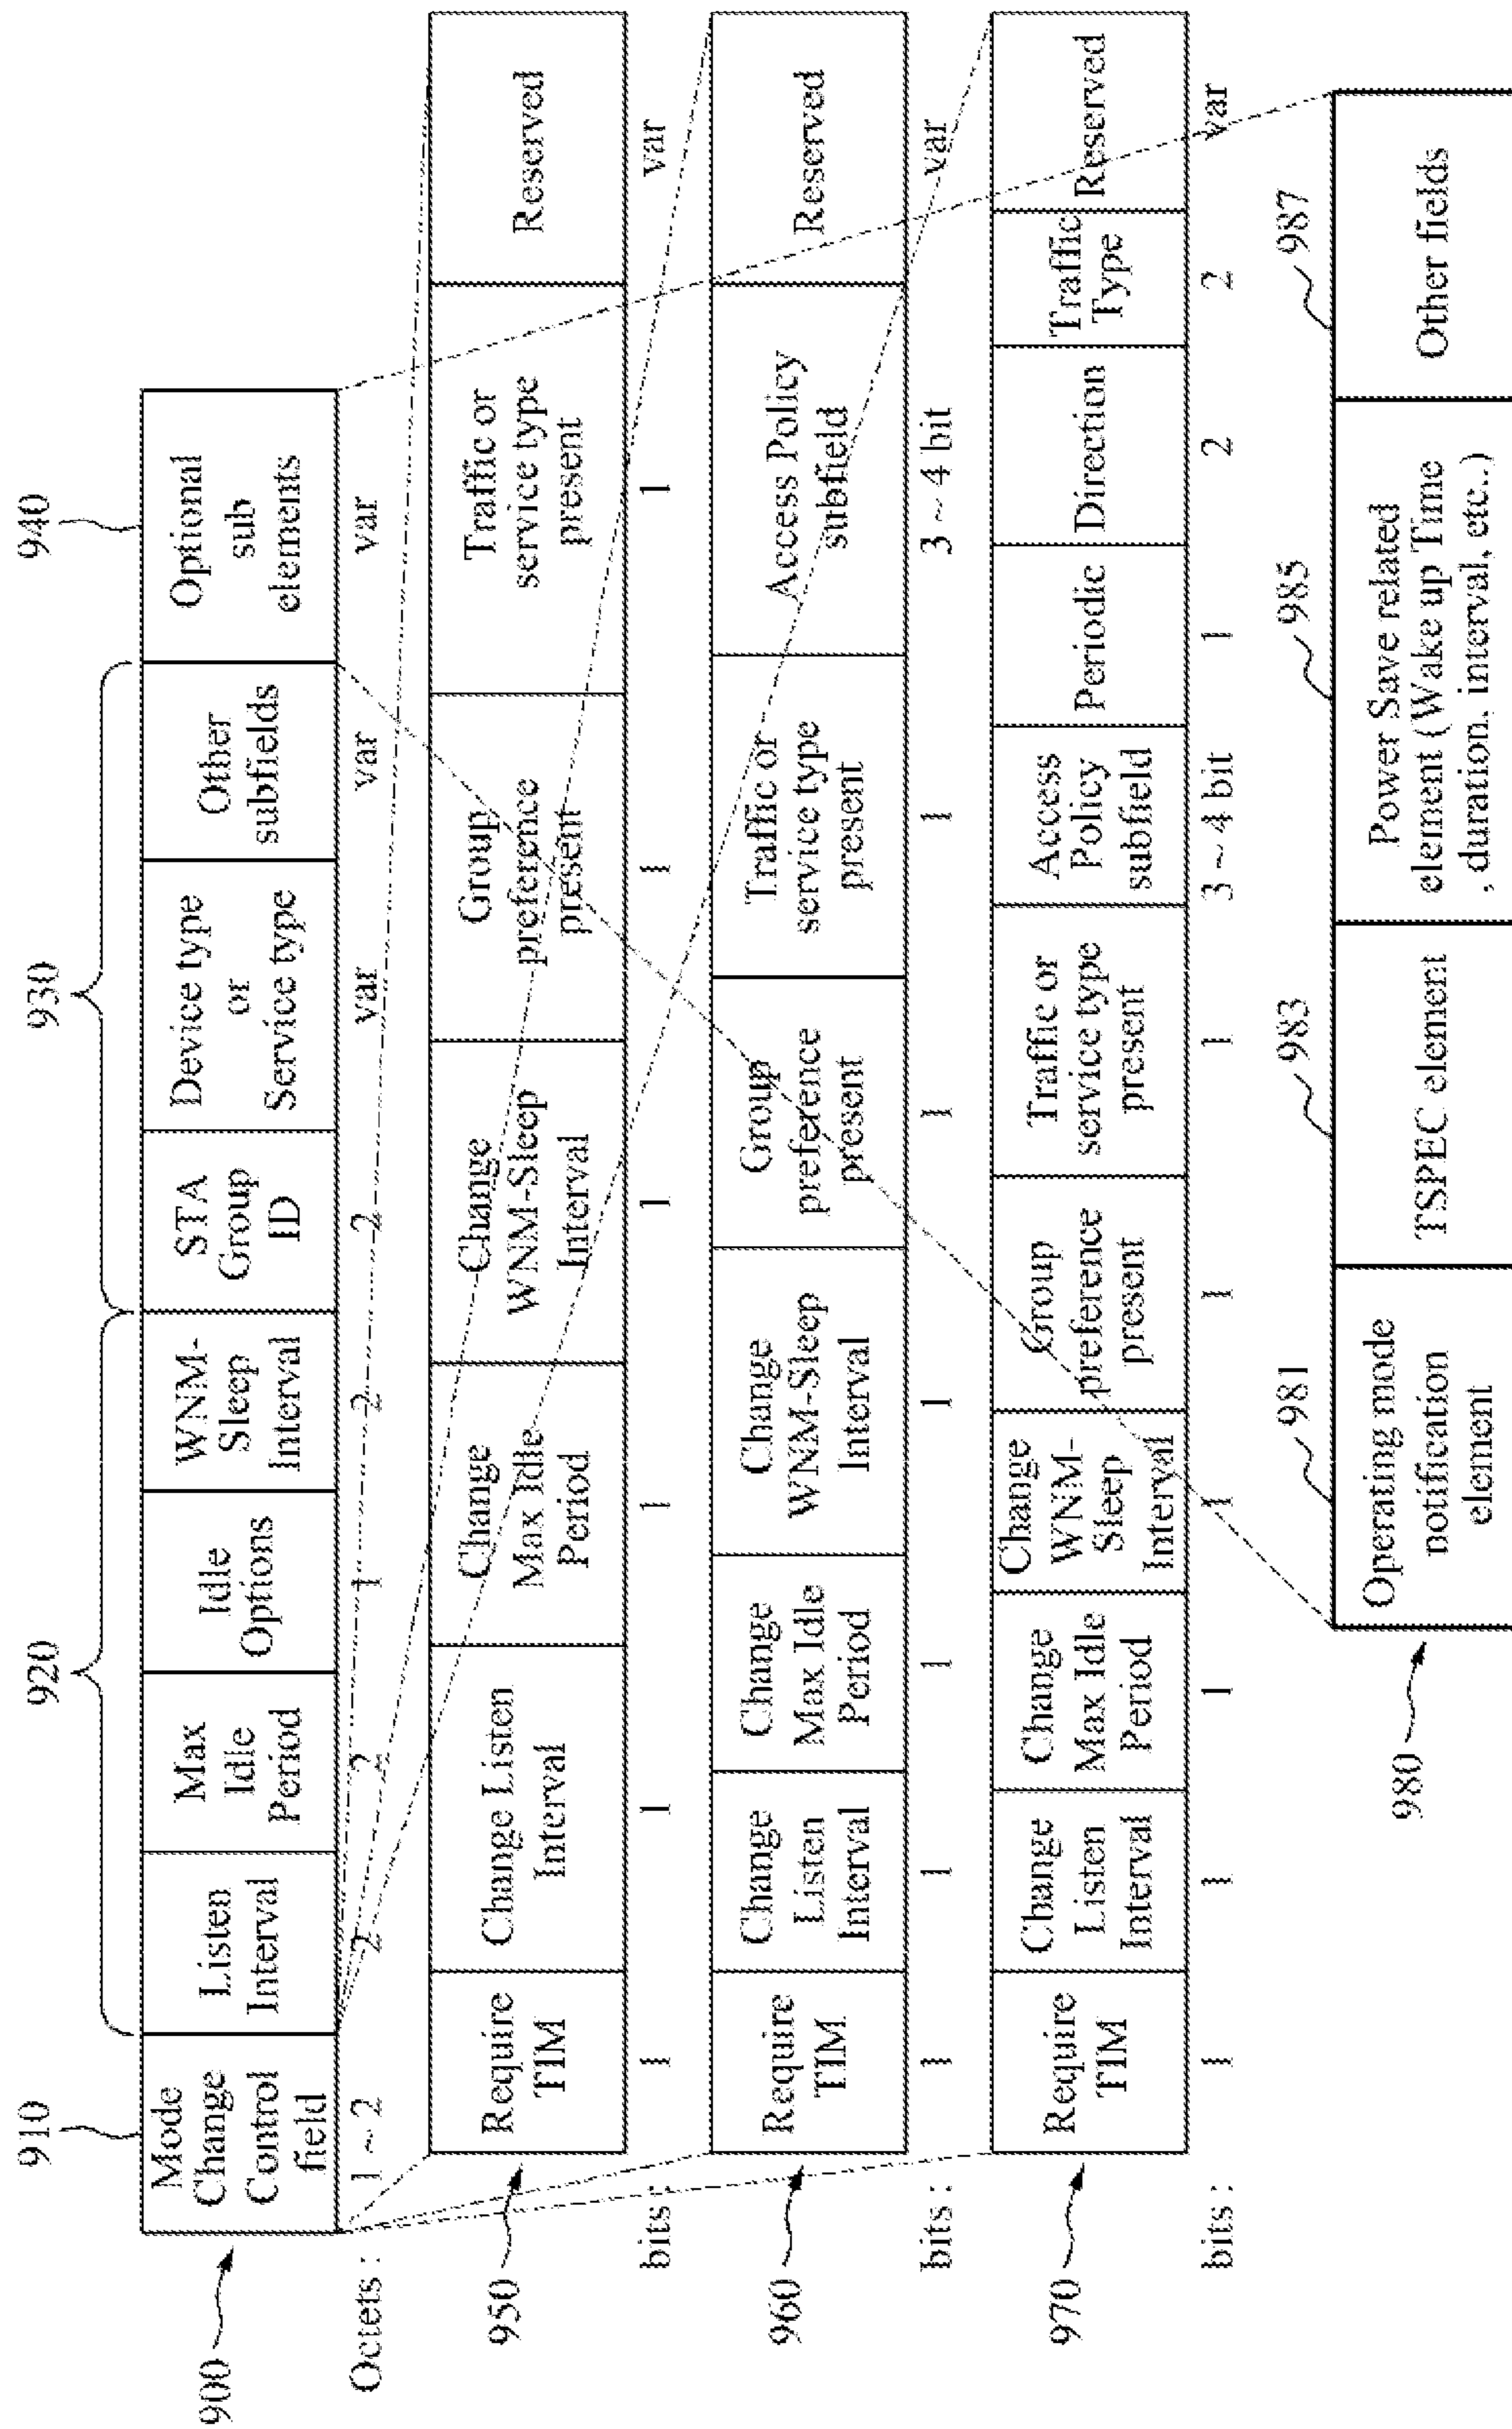 910
920
930
940
900
Mode
Change
Control
field
Listen
Interval
Max
Idle
Period
Idle
Options
WNM-
Sleep
Interval
STA
Group
ID
Device type
or
Service type
Other
subfields
Optional
sub
elements
Octets :
1 ~ 2
2
2
1
2
2
var
var
var
950
Require
TIM
Change Listen
Interval
Change
Max Idle
Period
Change
WNM-Sleep
Interval
Group
preference
present
Traffic or
service type
present
Reserved
bits :
1
1
1
1
1
1
var
960
Require
TIM
Change
Listen
Interval
Change
Max Idle
Period
Change
WNM-Sleep
Interval
Group
preference
present
Traffic or
service type
present
Access Policy
subfield
Reserved
bits :
1
1
1
1
1
1
3 ~ 4 bit
var
970
Require
TIM
Change
Listen
Interval
Change
Max Idle
Period
Change
WNM-
Sleep
Interval
Group
preference
present
Traffic or
service type
present
Access
Policy
subfield
Periodic
Direction
Traffic
Type
Reserved
bits :
1
1
1
1
1
1
3 ~ 4 bit
1
2
2
var
981
983
985
987
980
Operating mode
notification
element
TSPEC element
Power Save related
element (Wake up Time
, duration, interval, etc..)
Other fields